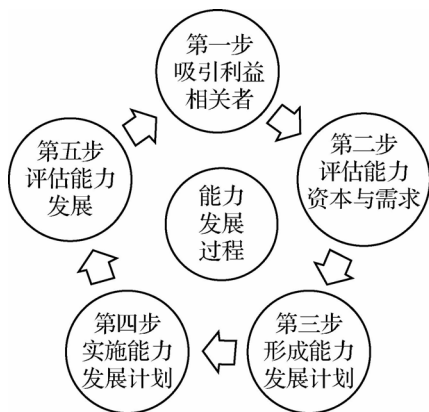 第一步
吸引利益
相关者
第二步
评估能力
资本与需求
第三步
形成能力
发展计划
第四步
实施能力
发展计划
第五步
评估能力
发展
能力
发展
过程